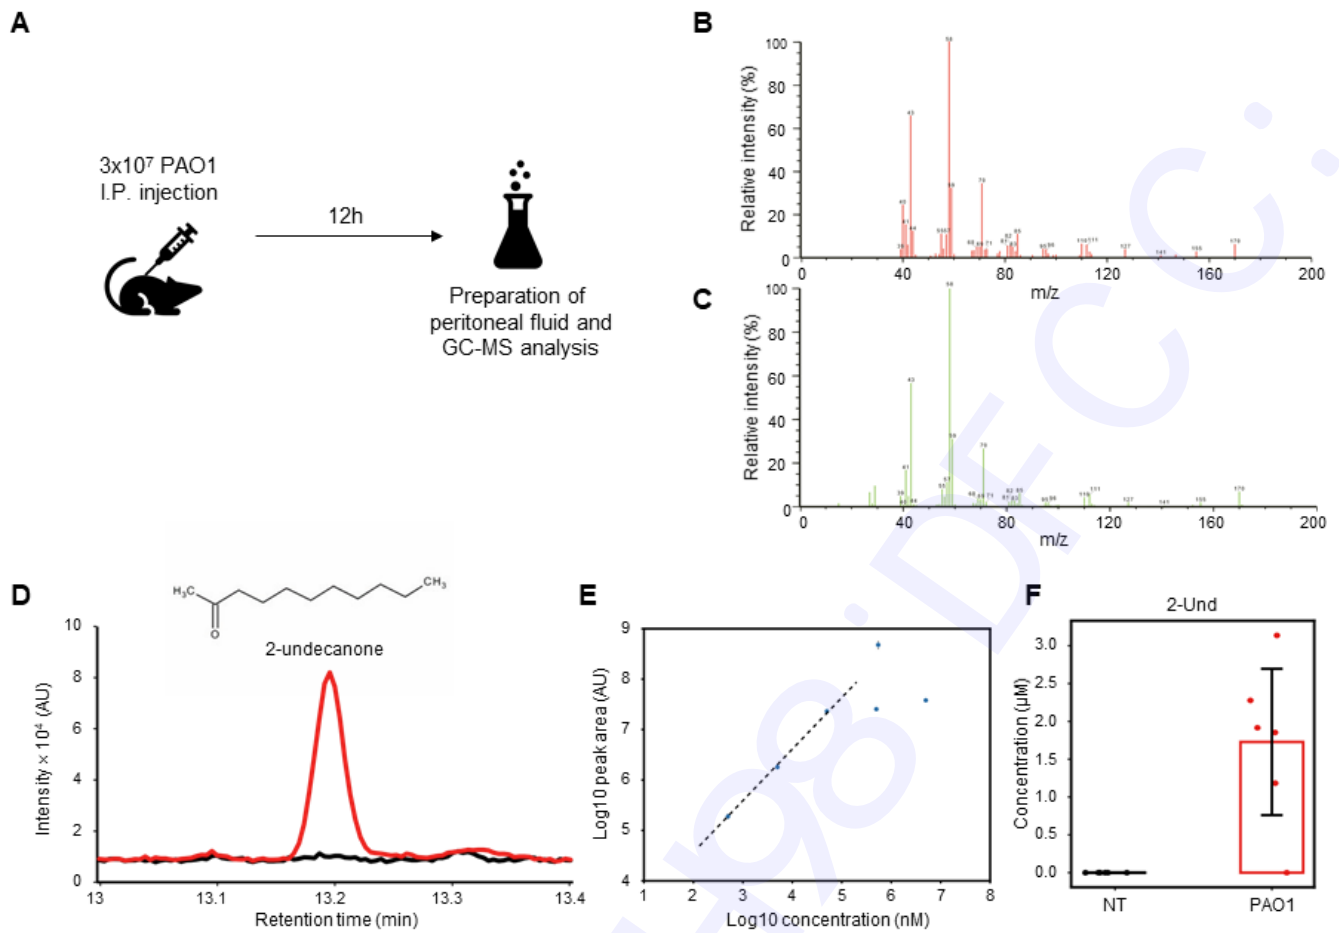 A
3x10⁷ PAO1
I.P. injection
12h
Preparation of
peritoneal fluid and
GC-MS analysis
B
Relative intensity (%)
100
80
60
40
20
0
0 40 80 120 160 200
m/z
58
43
C
Relative intensity (%)
100
80
60
40
20
0
0 40 80 120 160 200
m/z
58
43
D
H₃C
O
CH₃
2-undecanone
Intensity × 10⁴ (AU)
10
8
6
4
2
0
13 13.1 13.2 13.3 13.4
Retention time (min)
E
Log10 peak area (AU)
9
8
7
6
5
4
1 2 3 4 5 6 7 8
Log10 concentration (nM)
F
2-Und
Concentration (µM)
3.0
2.5
2.0
1.5
1.0
0.5
0.0
NT PAO1